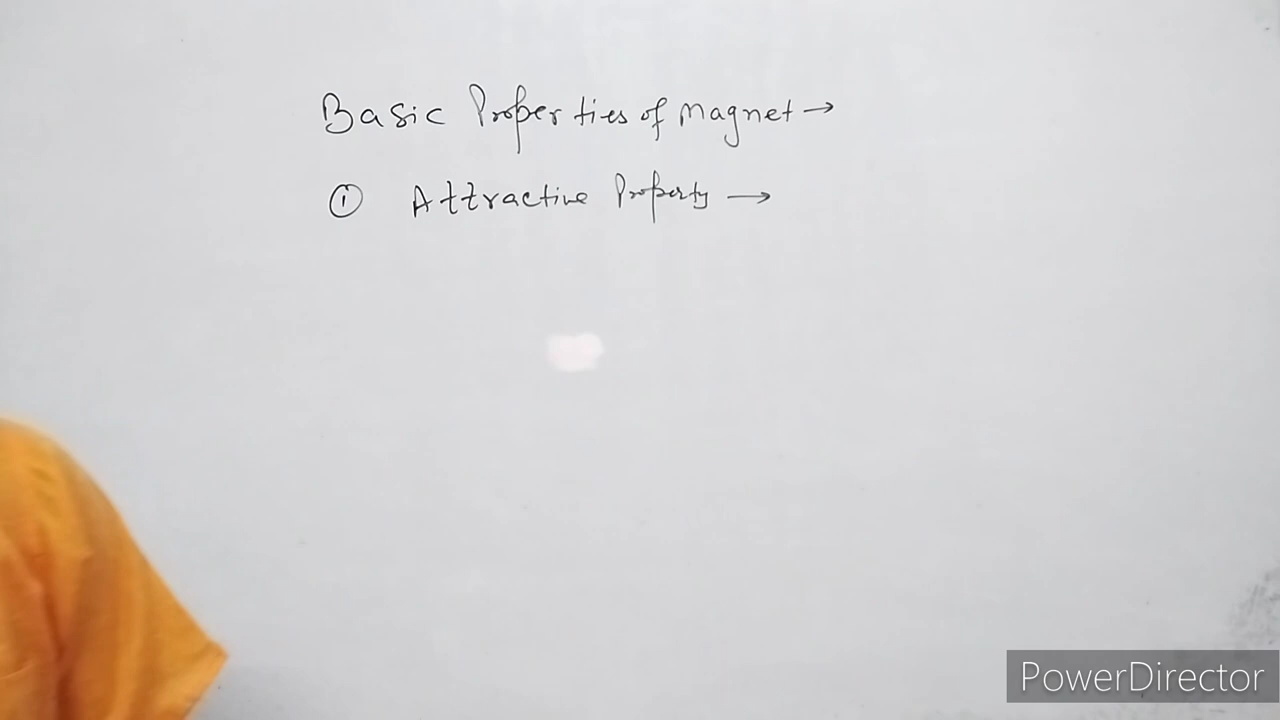 Basic Properties of Magnet →
① Attractive Property →
PowerDirector